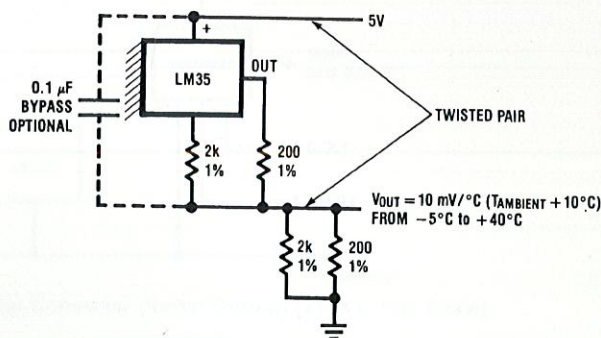 5V
+
OUT
LM35
0.1 µF
BYPASS
OPTIONAL
TWISTED PAIR
2k
1%
200
1%
VOUT = 10 mV/°C (TAMBIENT + 10°C)
FROM −5°C to +40°C
2k
1%
200
1%